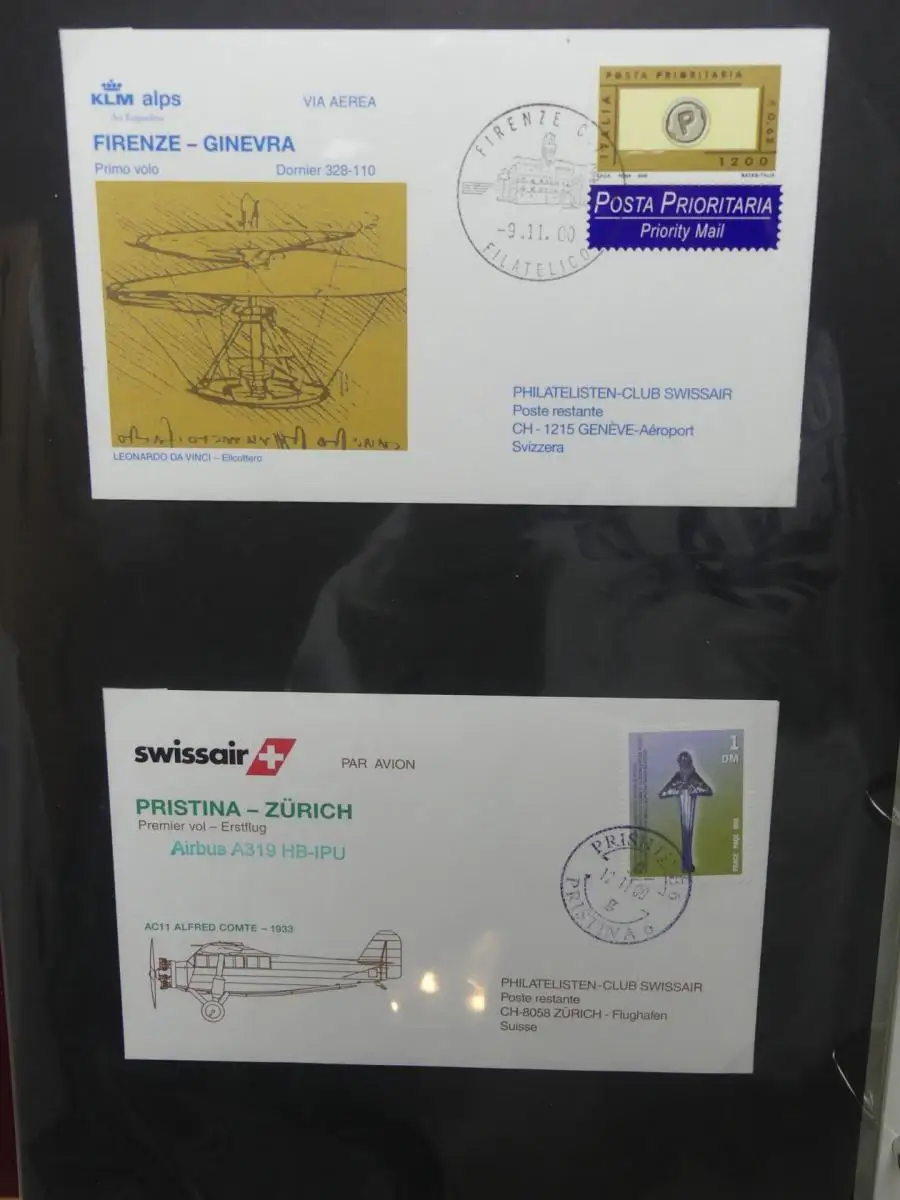 KLM alps
VIA AEREA
FIRENZE – GINEVRA
Primo volo
Dornier 328-110
LEONARDO DA VINCI – Elicottero
FIRENZE C
-9.11.00
FILATELICO
POSTA PRIORITARIA
ITALIA
€ 0,62
1200
POSTA PRIORITARIA
Priority Mail
PHILATELISTEN-CLUB SWISSAIR
Poste restante
CH - 1215 GENÈVE-Aéroport
Svizzera
swissair
PAR AVION
PRISTINA – ZÜRICH
Premier vol – Erstflug
Airbus A319 HB-IPU
AC11 ALFRED COMTE – 1933
1
DM
PRISTINA 6
PHILATELISTEN-CLUB SWISSAIR
Poste restante
CH-8058 ZÜRICH - Flughafen
Suisse